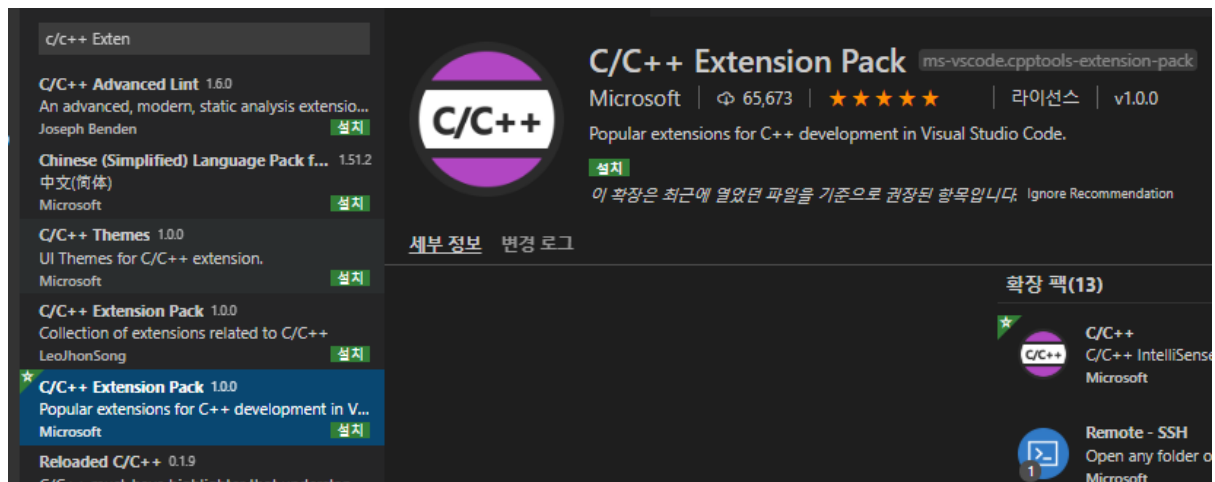 c/c++ Exten
C/C++ Advanced Lint 1.6.0
An advanced, modern, static analysis extensio...
Joseph Benden 설치
Chinese (Simplified) Language Pack f... 1.51.2
中文(简体)
Microsoft 설치
C/C++ Themes 1.0.0
UI Themes for C/C++ extension.
Microsoft 설치
C/C++ Extension Pack 1.0.0
Collection of extensions related to C/C++
LeoJhonSong 설치
C/C++ Extension Pack 1.0.0
Popular extensions for C++ development in V...
Microsoft 설치
Reloaded C/C++ 0.1.9
C/C++
C/C++ Extension Pack ms-vscode.cpptools-extension-pack
Microsoft 65,673 라이선스 v1.0.0
Popular extensions for C++ development in Visual Studio Code.
설치
이 확장은 최근에 열었던 파일을 기준으로 권장된 항목입니다. Ignore Recommendation
세부 정보 변경 로그
확장 팩(13)
C/C++
C/C++
C/C++ IntelliSense
Microsoft
Remote - SSH
Open any folder o
1
Microsoft